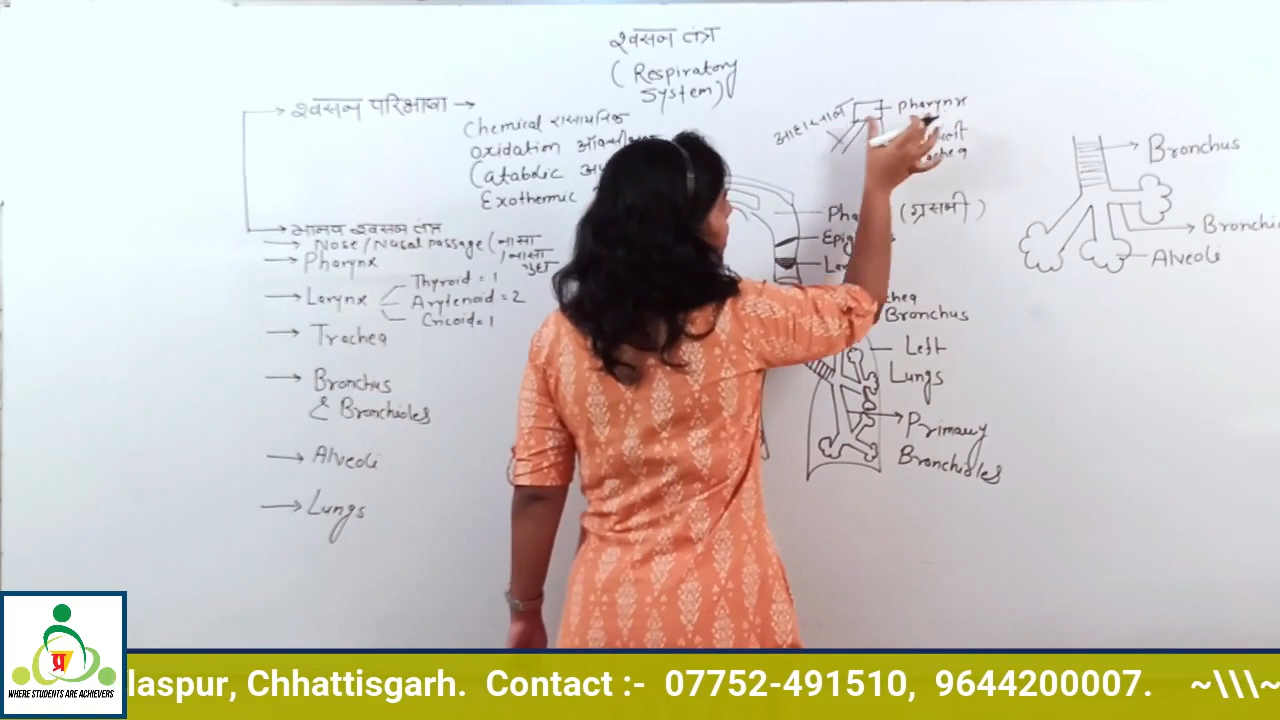 श्वसन तंत्र
(Respiratory
System)
श्वसन परिभाषा →
Chemical रासायनिक
Oxidation
Catabolic
Exothermic
मानव श्वसन तंत्र
Nose / Nasal passage (नासा
/ नासा
गुहा
Pharynx
Larynx
Thyroid = 1
Arytenoid = 2
Cricoid = 1
Trachea
Bronchus
& Bronchioles
Alveoli
Lungs
Pharynx
(ग्रसनी)
Bronchus
Left
Lungs
Primary
Bronchioles
Bronchus
Alveoli
प्र
WHERE STUDENTS ARE ACHIEVERS
laspur, Chhattisgarh. Contact :- 07752-491510, 9644200007. ~\\\~